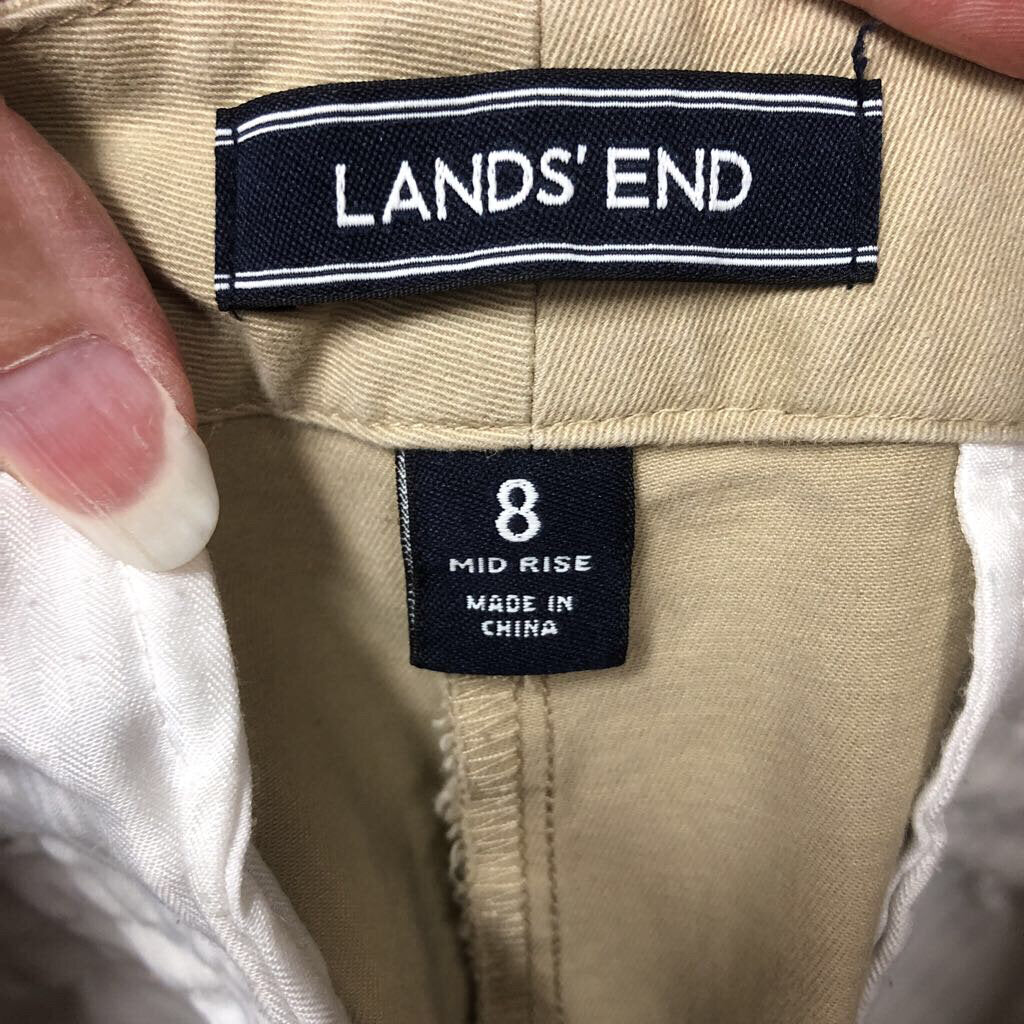 LANDS' END
8
MID RISE
MADE IN
CHINA